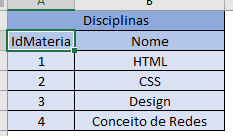 A B
Disciplinas
IdMateria Nome
1 HTML
2 CSS
3 Design
4 Conceito de Redes